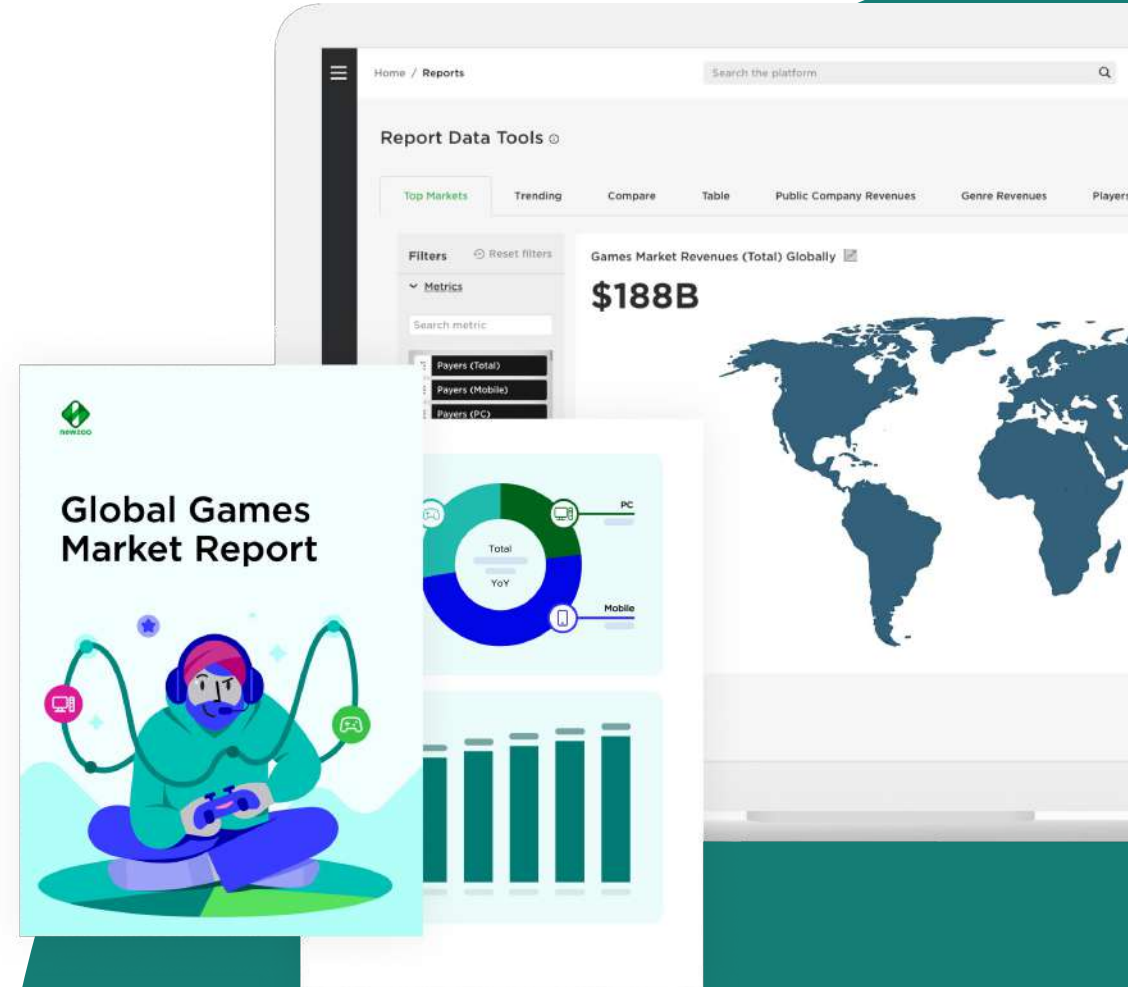 Home / Reports
Search the platform
Report Data Tools
Top Markets
Trending
Compare
Table
Public Company Revenues
Genre Revenues
Players
Filters
Reset filters
Metrics
Search metric
Payers (Total)
Payers (Mobile)
Payers (PC)
Games Market Revenues (Total) Globally
$188B
newzoo
Global Games
Market Report
PC
Total
YoY
Mobile